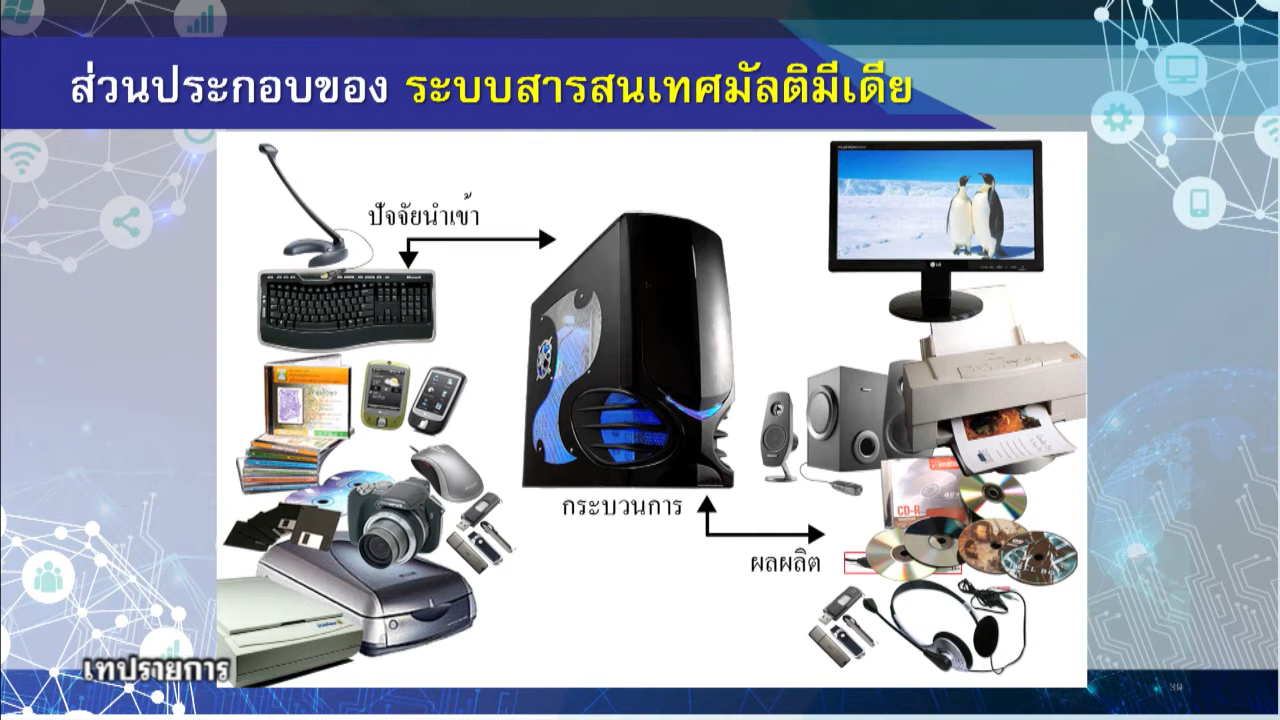 ส่วนประกอบของ ระบบสารสนเทศมัลติมีเดีย
ปัจจัยนำเข้า
กระบวนการ
ผลผลิต
LG
CD-R
เทปรายการ